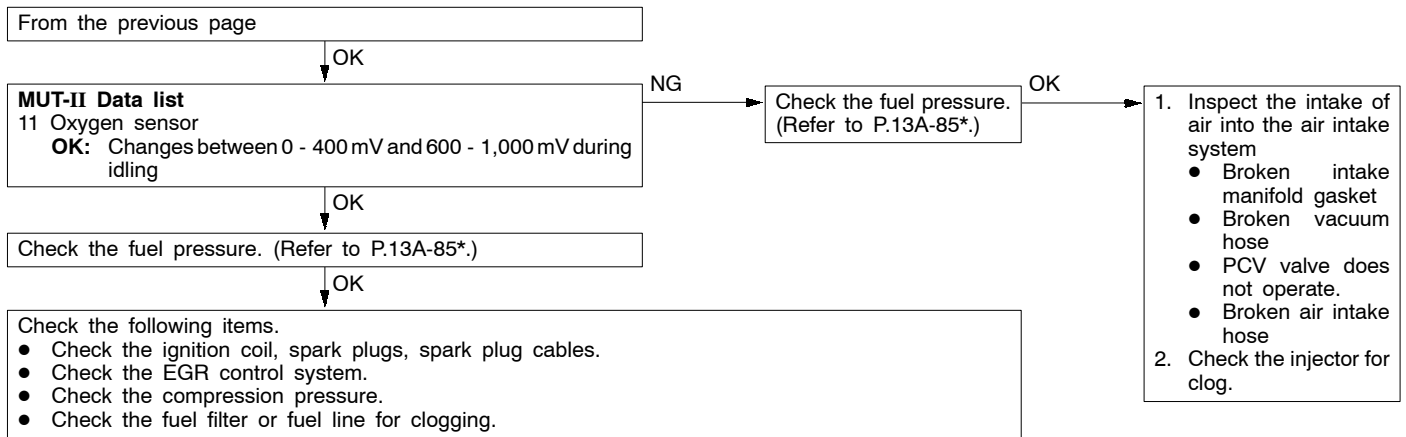 From the previous page
OK
MUT-II Data list
11 Oxygen sensor
OK: Changes between 0 - 400 mV and 600 - 1,000 mV during
idling
NG
Check the fuel pressure.
(Refer to P.13A-85*.)
OK
1. Inspect the intake of
air into the air intake
system
● Broken intake
manifold gasket
● Broken vacuum
hose
● PCV valve does
not operate.
● Broken air intake
hose
2. Check the injector for
clog.
OK
Check the fuel pressure. (Refer to P.13A-85*.)
OK
Check the following items.
● Check the ignition coil, spark plugs, spark plug cables.
● Check the EGR control system.
● Check the compression pressure.
● Check the fuel filter or fuel line for clogging.